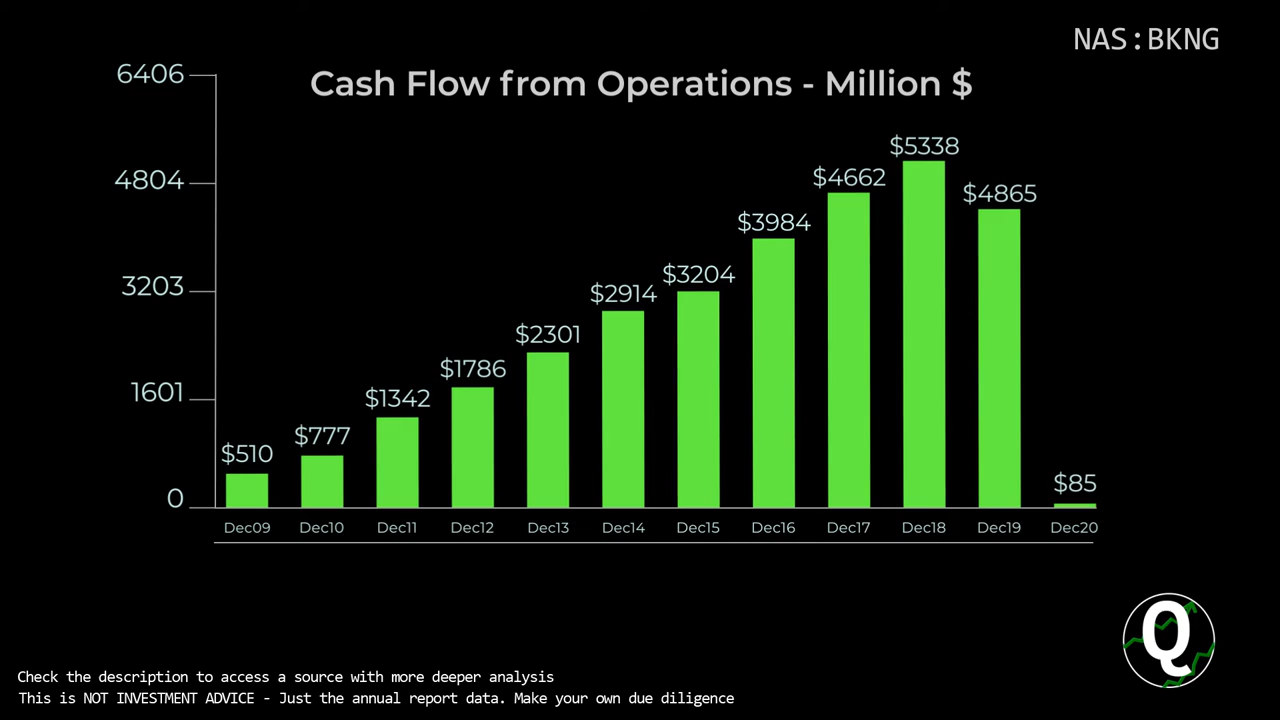 NAS:BKNG
Cash Flow from Operations - Million $
6406
4804
3203
1601
0
$510
$777
$1342
$1786
$2301
$2914
$3204
$3984
$4662
$5338
$4865
$85
Dec09 Dec10 Dec11 Dec12 Dec13 Dec14 Dec15 Dec16 Dec17 Dec18 Dec19 Dec20
Q
Check the description to access a source with more deeper analysis
This is NOT INVESTMENT ADVICE - Just the annual report data. Make your own due diligence